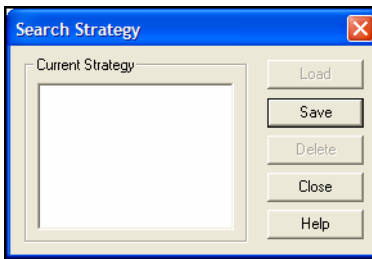 Search Strategy
Current Strategy
Load
Save
Delete
Close
Help